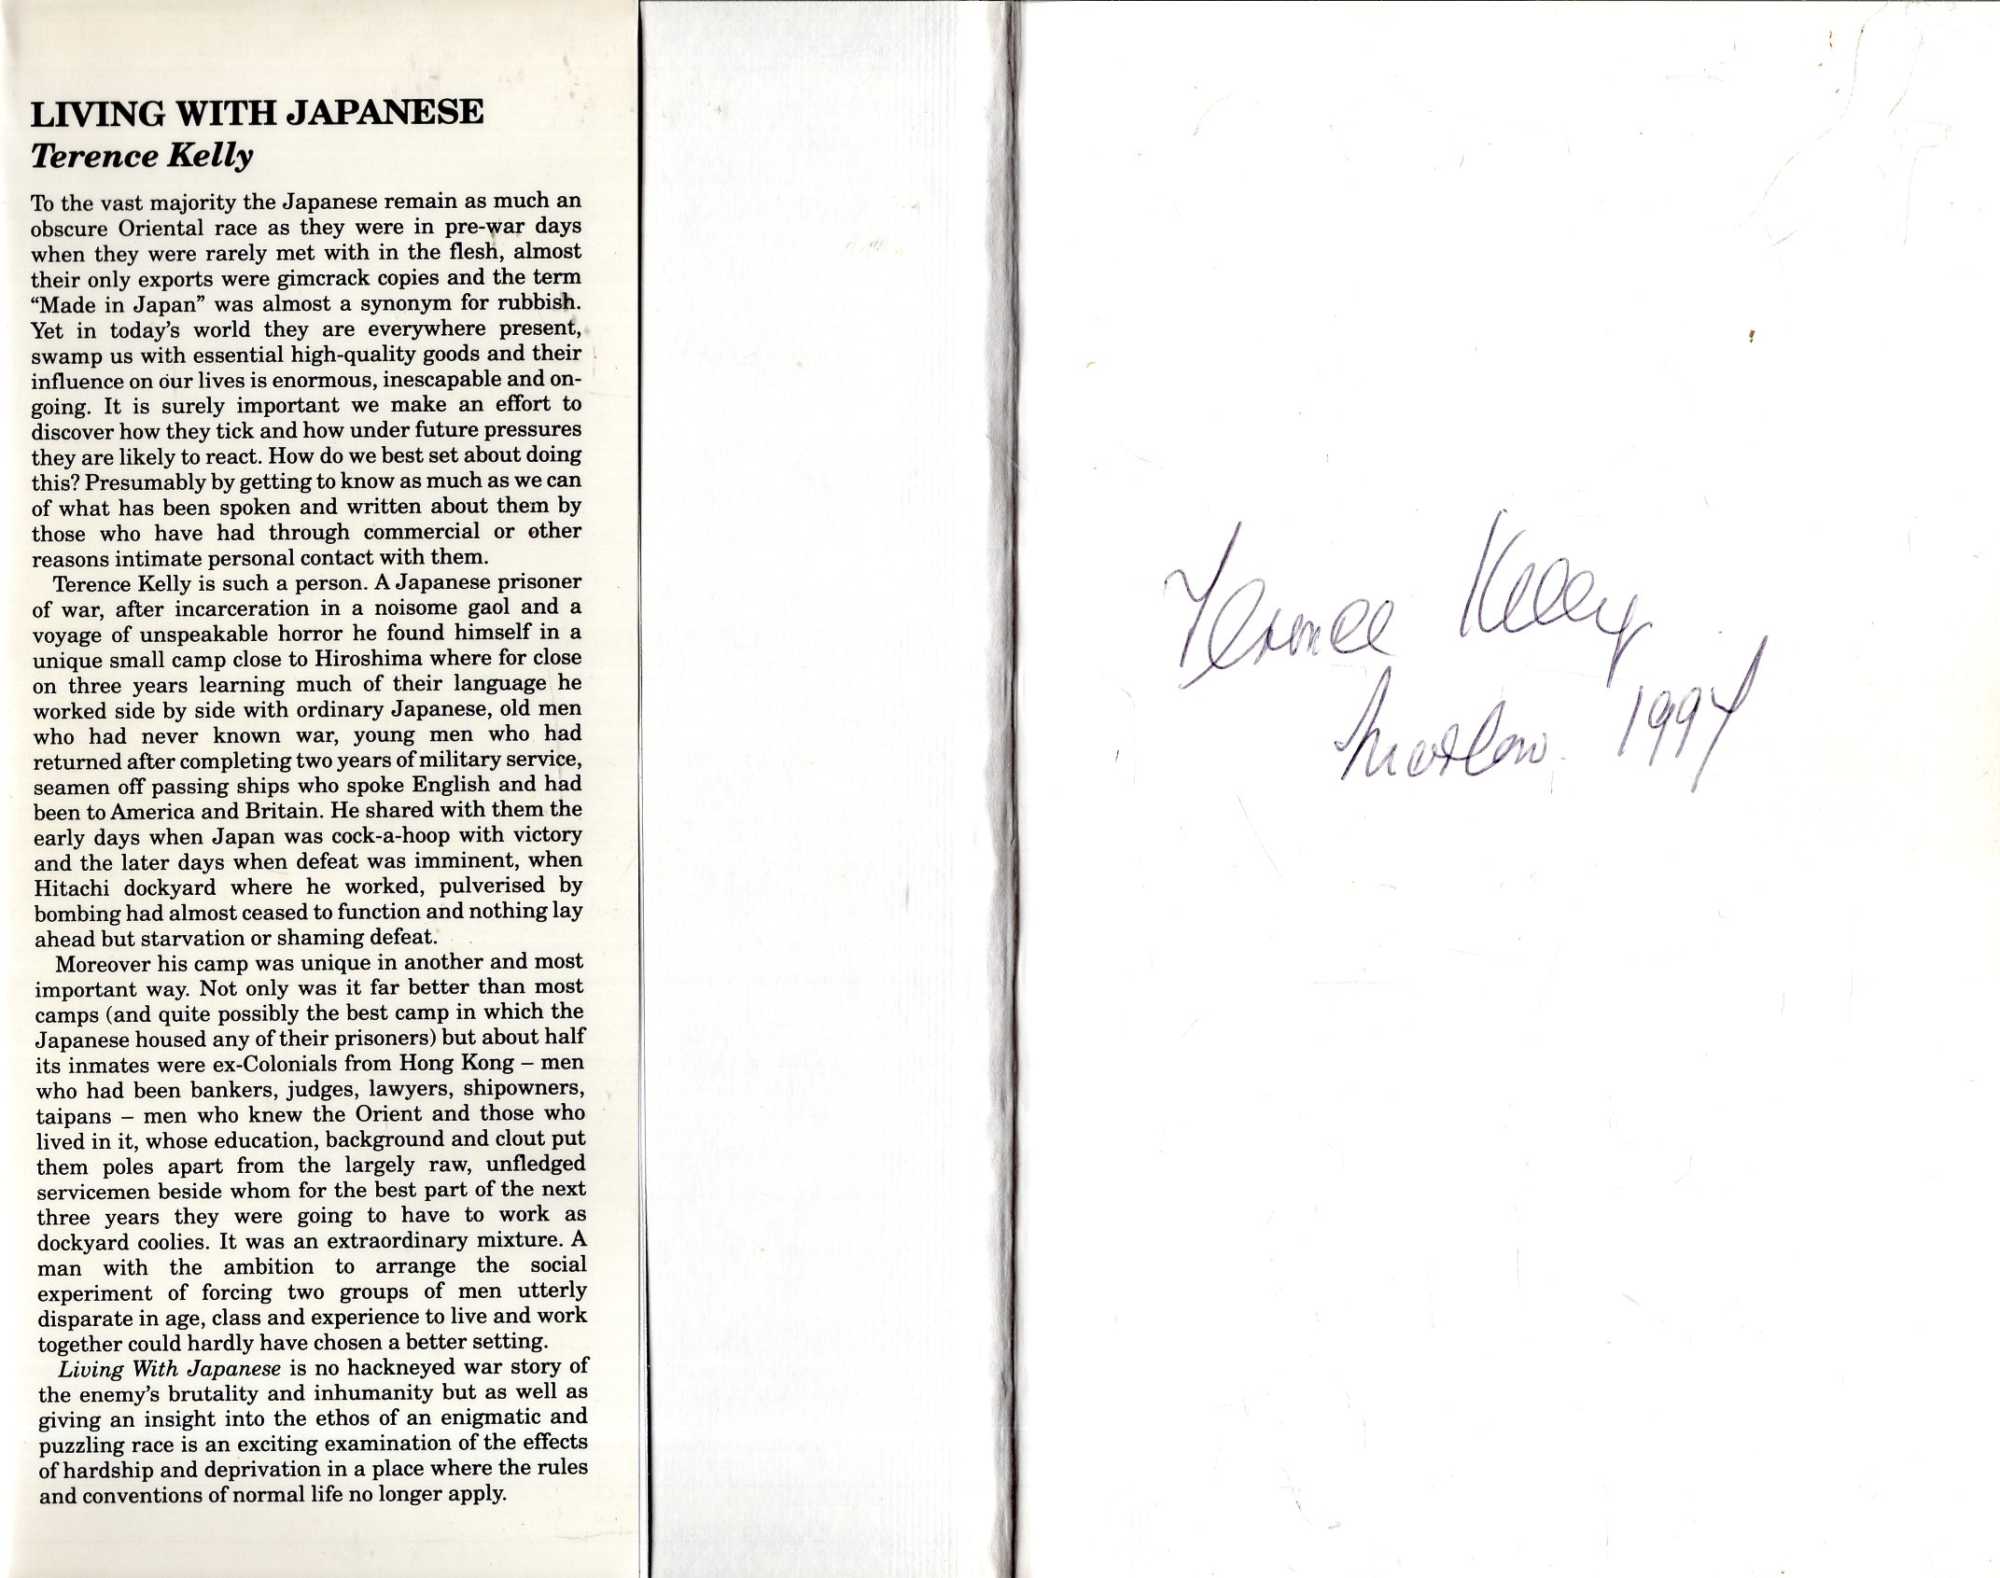 LIVING WITH JAPANESE
Terence Kelly
To the vast majority the Japanese remain as much an
obscure Oriental race as they were in pre-war days
when they were rarely met with in the flesh, almost
their only exports were gimcrack copies and the term
“Made in Japan” was almost a synonym for rubbish.
Yet in today's world they are everywhere present,
swamp us with essential high-quality goods and their
influence on our lives is enormous, inescapable and on-
going. It is surely important we make an effort to
discover how they tick and how under future pressures
they are likely to react. How do we best set about doing
this? Presumably by getting to know as much as we can
of what has been spoken and written about them by
those who have had through commercial or other
reasons intimate personal contact with them.
Terence Kelly is such a person. A Japanese prisoner
of war, after incarceration in a noisome gaol and a
voyage of unspeakable horror he found himself in a
unique small camp close to Hiroshima where for close
on three years learning much of their language he
worked side by side with ordinary Japanese, old men
who had never known war, young men who had
returned after completing two years of military service,
seamen off passing ships who spoke English and had
been to America and Britain. He shared with them the
early days when Japan was cock-a-hoop with victory
and the later days when defeat was imminent, when
Hitachi dockyard where he worked, pulverised by
bombing had almost ceased to function and nothing lay
ahead but starvation or shaming defeat.
Moreover his camp was unique in another and most
important way. Not only was it far better than most
camps (and quite possibly the best camp in which the
Japanese housed any of their prisoners) but about half
its inmates were ex-Colonials from Hong Kong – men
who had been bankers, judges, lawyers, shipowners,
taipans – men who knew the Orient and those who
lived in it, whose education, background and clout put
them poles apart from the largely raw, unfledged
servicemen beside whom for the best part of the next
three years they were going to have to work as
dockyard coolies. It was an extraordinary mixture. A
man with the ambition to arrange the social
experiment of forcing two groups of men utterly
disparate in age, class and experience to live and work
together could hardly have chosen a better setting.
Living With Japanese is no hackneyed war story of
the enemy's brutality and inhumanity but as well as
giving an insight into the ethos of an enigmatic and
puzzling race is an exciting examination of the effects
of hardship and deprivation in a place where the rules
and conventions of normal life no longer apply.
Terence Kelly
Marlow. 1997